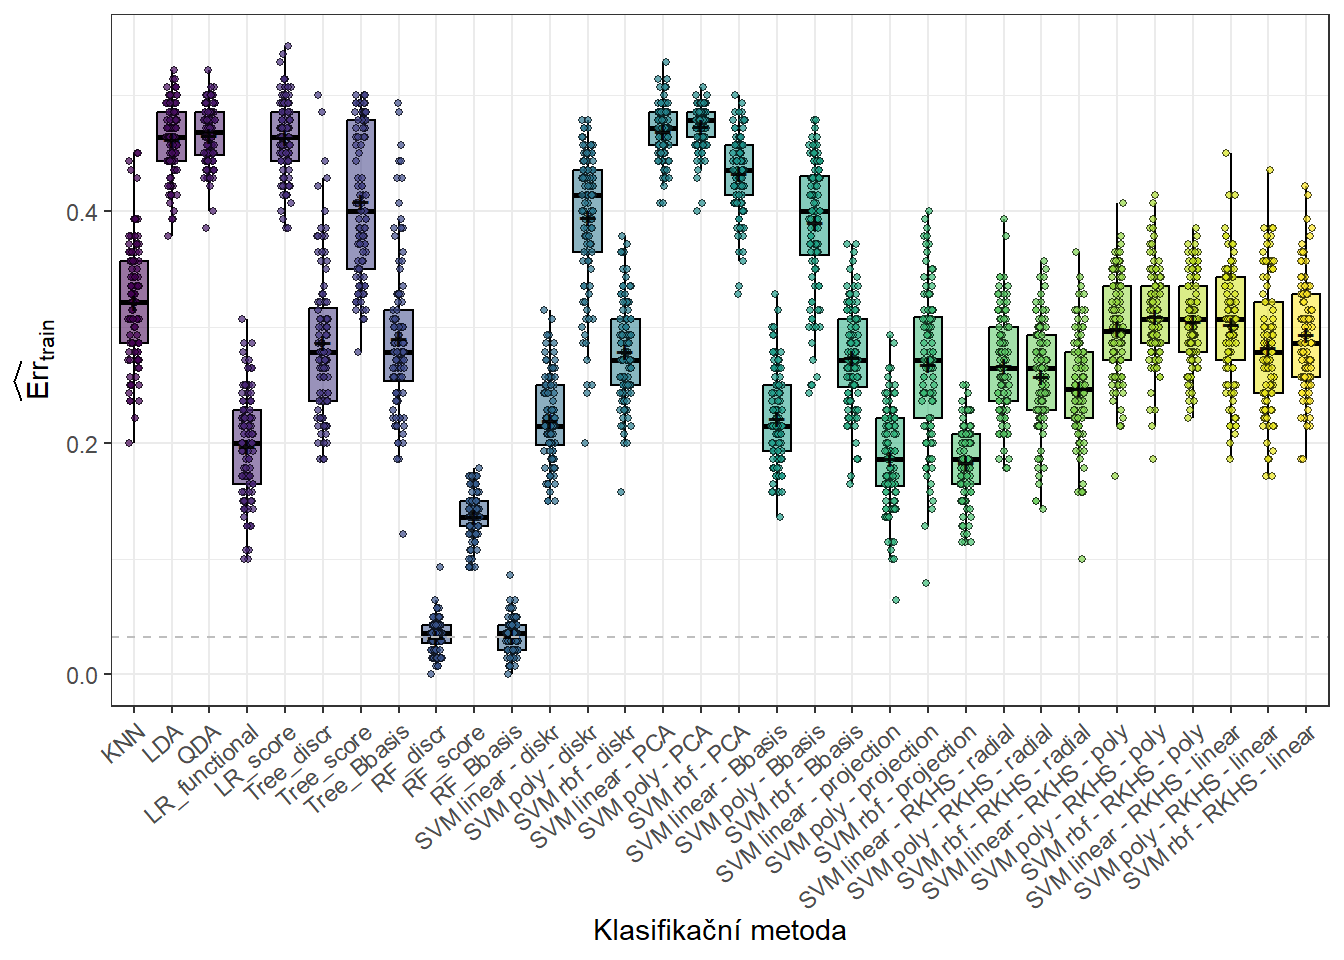 0.4
0.2
0.0
Err_train
KNN
LDA
QDA
LR_functional
LR_score
Tree_discr
Tree_score
Tree_Bbasis
RF_discr
RF_score
RF_Bbasis
SVM linear - diskr
SVM poly - diskr
SVM rbf - diskr
SVM linear - PCA
SVM poly - PCA
SVM rbf - PCA
SVM linear - Bbasis
SVM poly - Bbasis
SVM rbf - Bbasis
SVM linear - projection
SVM poly - projection
SVM rbf - projection
SVM linear - RKHS - radial
SVM poly - RKHS - radial
SVM rbf - RKHS - radial
SVM linear - RKHS - poly
SVM poly - RKHS - poly
SVM rbf - RKHS - poly
SVM linear - RKHS - linear
SVM poly - RKHS - linear
SVM rbf - RKHS - linear
Klasifikační metoda